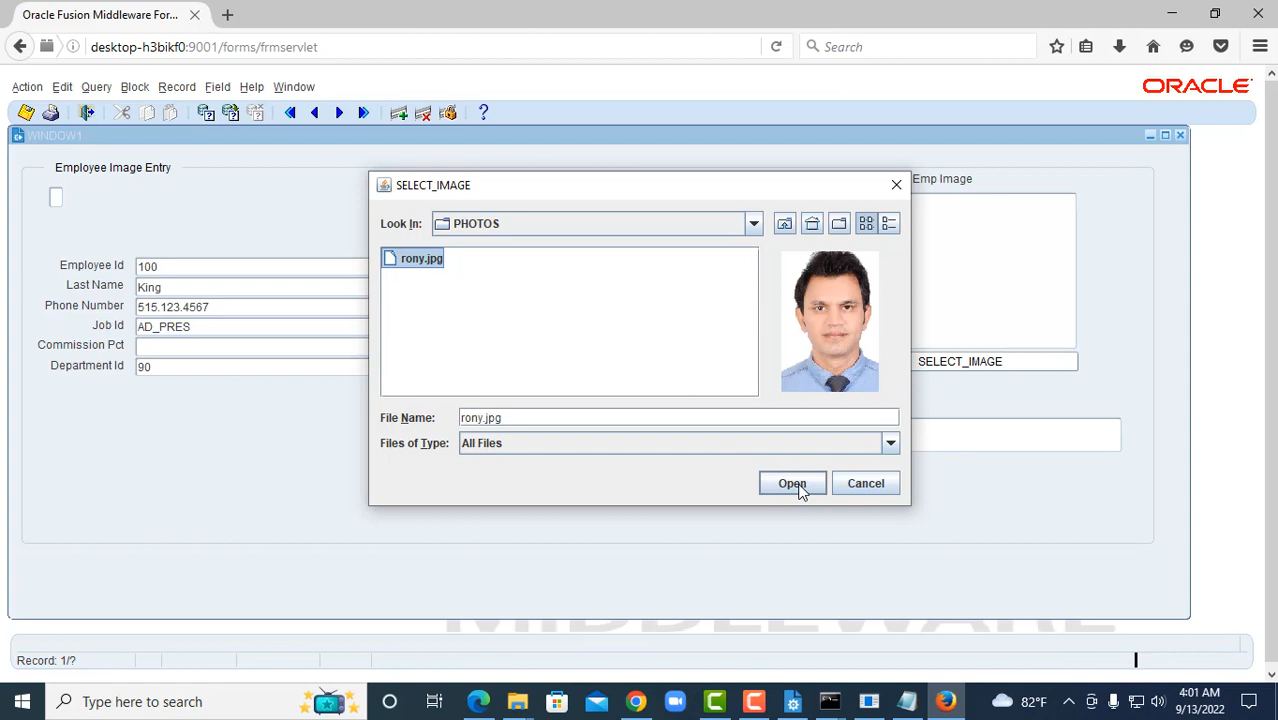 Oracle Fusion Middleware For...
desktop-h3bikf0:9001/forms/frmservlet
Search
Action Edit Query Block Record Field Help Window
ORACLE
WINDOW1
Employee Image Entry
Employee Id 100
Last Name King
Phone Number 515.123.4567
Job Id AD_PRES
Commission Pct
Department Id 90
SELECT_IMAGE
Look In: PHOTOS
rony.jpg
File Name: rony.jpg
Files of Type: All Files
Open Cancel
Emp Image
SELECT_IMAGE
MIDDLEWARE
Record: 1/?
Type here to search
82°F
4:01 AM
9/13/2022